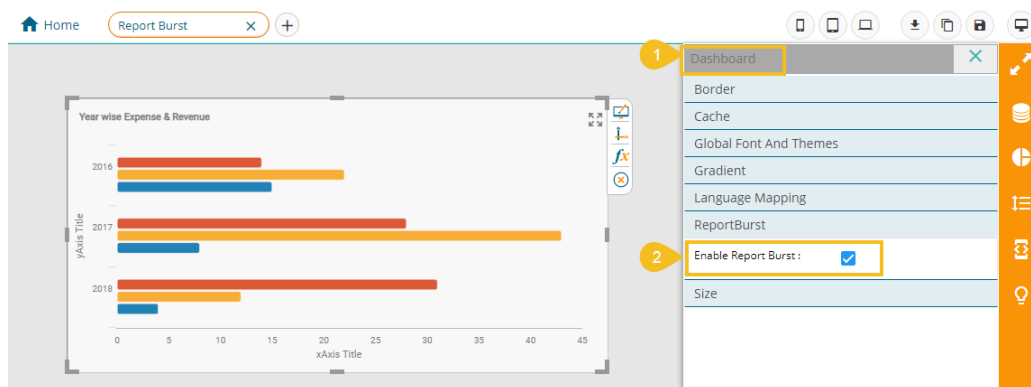 Home
Report Burst
1
Dashboard
Border
Cache
Global Font And Themes
Gradient
Language Mapping
ReportBurst
2
Enable Report Burst :
Size
Year wise Expense & Revenue
fx
yAxis Title
2016
2017
2018
0 5 10 15 20 25 30 35 40 45
xAxis Title